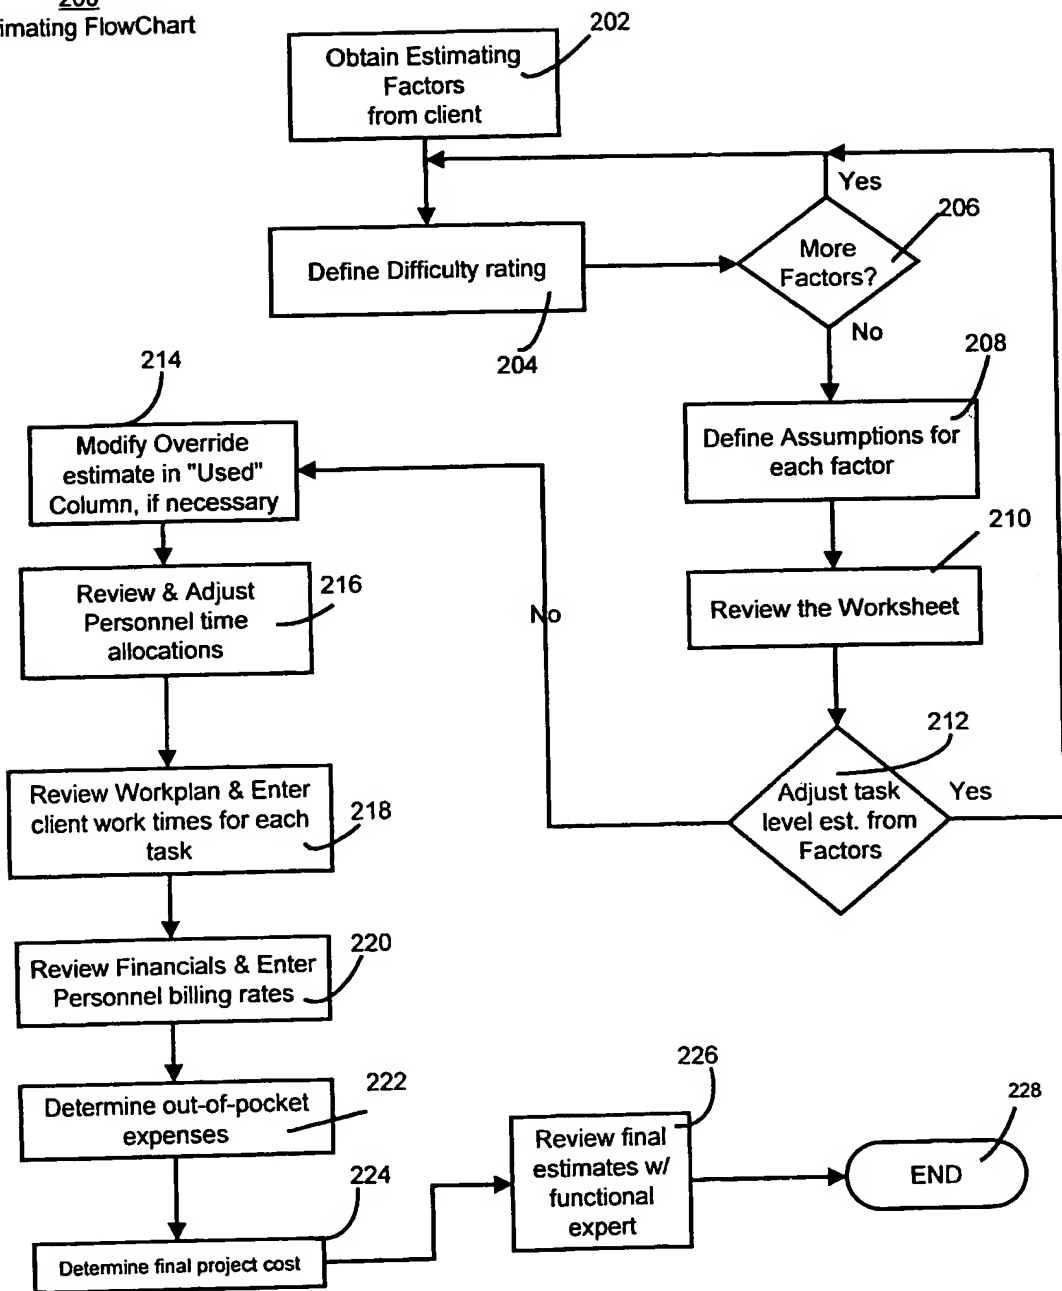 200
imating FlowChart
202
Obtain Estimating
Factors
from client
Yes
206
More
Factors?
Define Difficulty rating
204
No
208
Define Assumptions for
each factor
210
Review the Worksheet
212
Adjust task
level est. from
Factors
Yes
No
214
Modify Override
estimate in "Used"
Column, if necessary
216
Review & Adjust
Personnel time
allocations
Review Workplan & Enter
client work times for each
task
218
220
Review Financials & Enter
Personnel billing rates
222
Determine out-of-pocket
expenses
224
Determine final project cost
226
Review final
estimates w/
functional
expert
228
END